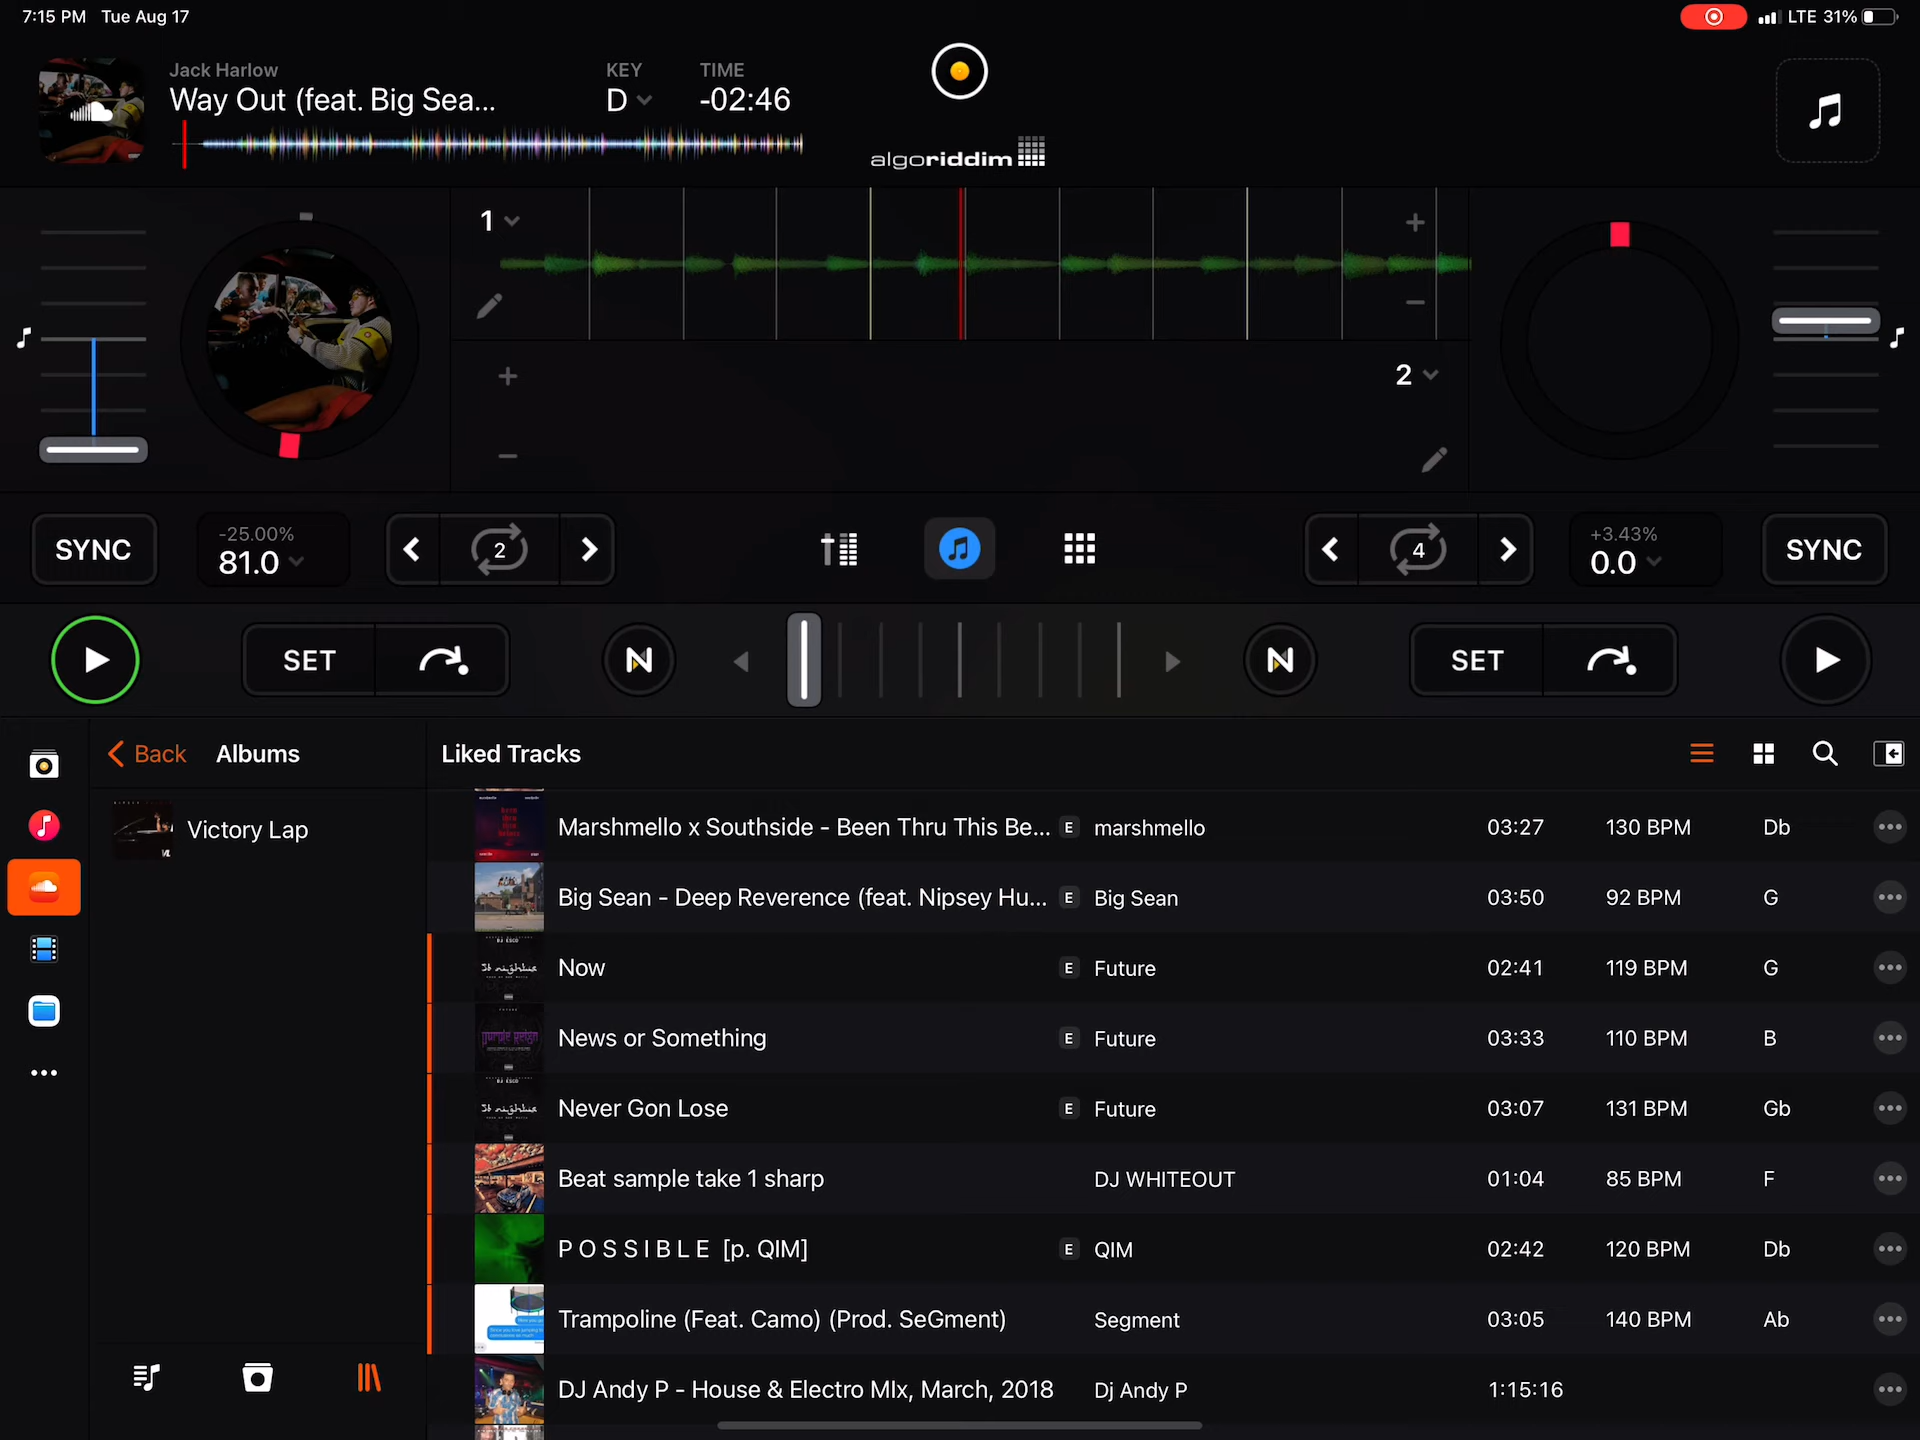 7:15 PM Tue Aug 17
LTE 31%
Jack Harlow
Way Out (feat. Big Sea...
KEY
D
TIME
-02:46
algoriddim
1
2
SYNC
-25.00%
81.0
2
4
+3.43%
0.0
SYNC
SET
N
N
SET
Back
Albums
Liked Tracks
Victory Lap
Marshmello x Southside - Been Thru This Be... E marshmello 03:27 130 BPM Db
Big Sean - Deep Reverence (feat. Nipsey Hu... E Big Sean 03:50 92 BPM G
Now E Future 02:41 119 BPM G
News or Something E Future 03:33 110 BPM B
Never Gon Lose E Future 03:07 131 BPM Gb
Beat sample take 1 sharp DJ WHITEOUT 01:04 85 BPM F
P O S S I B L E [p. QIM] E QIM 02:42 120 BPM Db
Trampoline (Feat. Camo) (Prod. SeGment) Segment 03:05 140 BPM Ab
DJ Andy P - House & Electro MIx, March, 2018 Dj Andy P 1:15:16